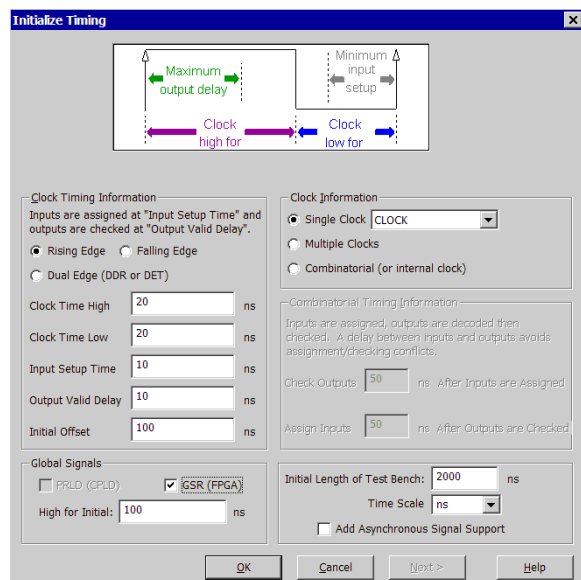 Initialize Timing
Maximum
output delay
Minimum
input
setup
Clock
high for
Clock
low for
Clock Timing Information
Inputs are assigned at "Input Setup Time" and
outputs are checked at "Output Valid Delay".
Rising Edge
Falling Edge
Dual Edge (DDR or DET)
Clock Time High 20 ns
Clock Time Low 20 ns
Input Setup Time 10 ns
Output Valid Delay 10 ns
Initial Offset 100 ns
Clock Information
Single Clock CLOCK
Multiple Clocks
Combinatorial (or internal clock)
Combinatorial Timing Information
Inputs are assigned, outputs are decoded then
checked. A delay between inputs and outputs avoids
assignment/checking conflicts.
Check Outputs 50 ns After Inputs are Assigned
Assign Inputs 50 ns After Outputs are Checked
Global Signals
PRLD (CPLD)
GSR (FPGA)
High for Initial: 100 ns
Initial Length of Test Bench: 2000 ns
Time Scale ns
Add Asynchronous Signal Support
OK
Cancel
Next >
Help